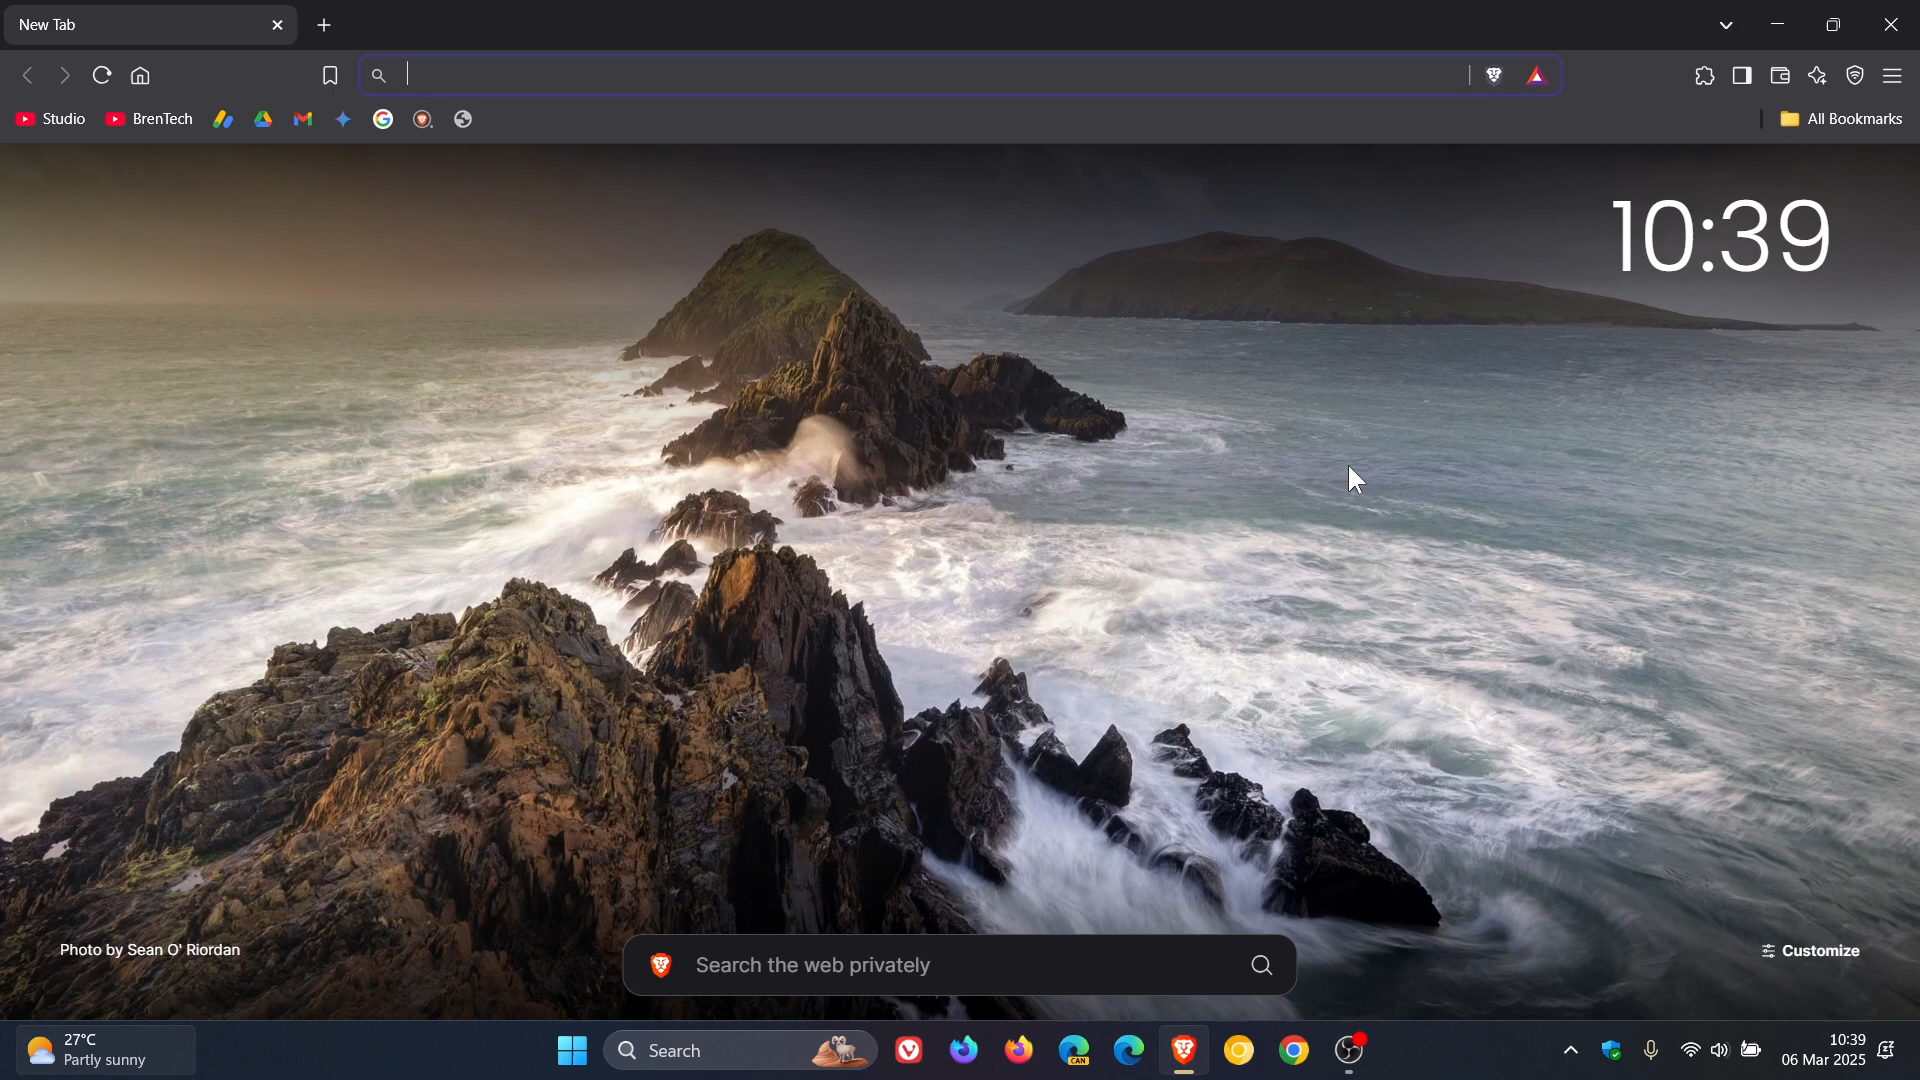 New Tab
Studio
BrenTech
All Bookmarks
10:39
Photo by Sean O' Riordan
Search the web privately
Customize
27°C
Partly sunny
Search
CAN
10:39
06 Mar 2025